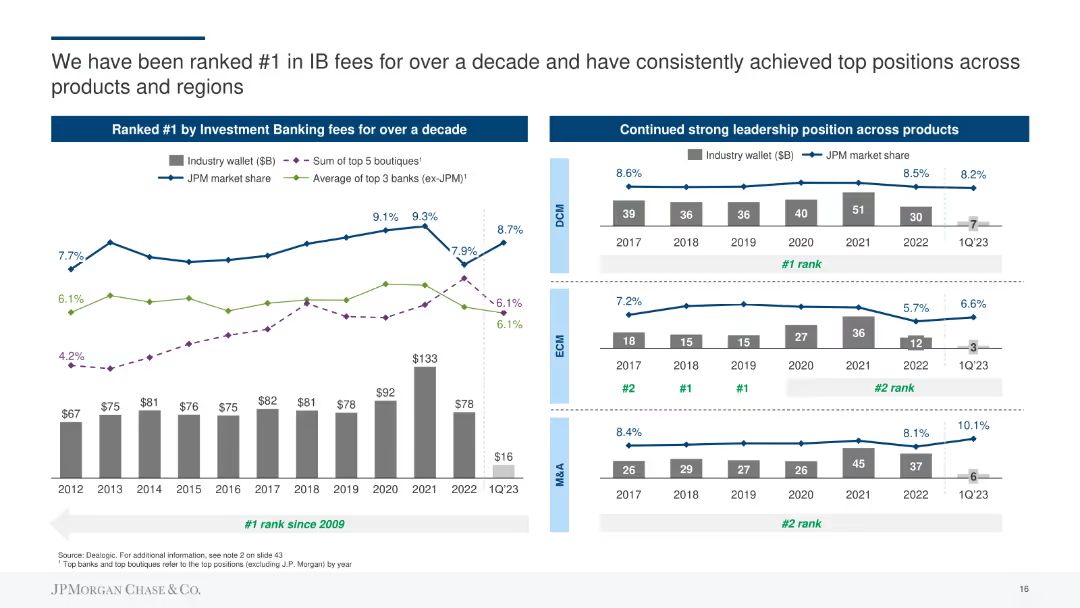 We have been ranked #1 in IB fees for over a decade and have consistently achieved top positions across
products and regions
Ranked #1 by Investment Banking fees for over a decade
Industry wallet ($B) Sum of top 5 boutiques¹
JPM market share Average of top 3 banks (ex-JPM)¹
9.1% 9.3%
8.7%
7.7% 7.9%
6.1% 6.1%
6.1%
4.2%
$67 $75 $81 $76 $75 $82 $81 $78 $92 $133 $78 $16
2012 2013 2014 2015 2016 2017 2018 2019 2020 2021 2022 1Q'23
#1 rank since 2009
Continued strong leadership position across products
Industry wallet ($B) JPM market share
DCM
8.6% 8.5% 8.2%
39 36 36 40 51 30 7
2017 2018 2019 2020 2021 2022 1Q'23
#1 rank
ECM
7.2% 5.7% 6.6%
18 15 15 27 36 12 3
2017 2018 2019 2020 2021 2022 1Q'23
#2 #1 #1 #2 rank
M&A
8.4% 8.1% 10.1%
26 29 27 26 45 37 6
2017 2018 2019 2020 2021 2022 1Q'23
#2 rank
Source: Dealogic. For additional information, see note 2 on slide 43
¹ Top banks and top boutiques refer to the top positions (excluding J.P. Morgan) by year
JPMORGAN CHASE & CO.
16